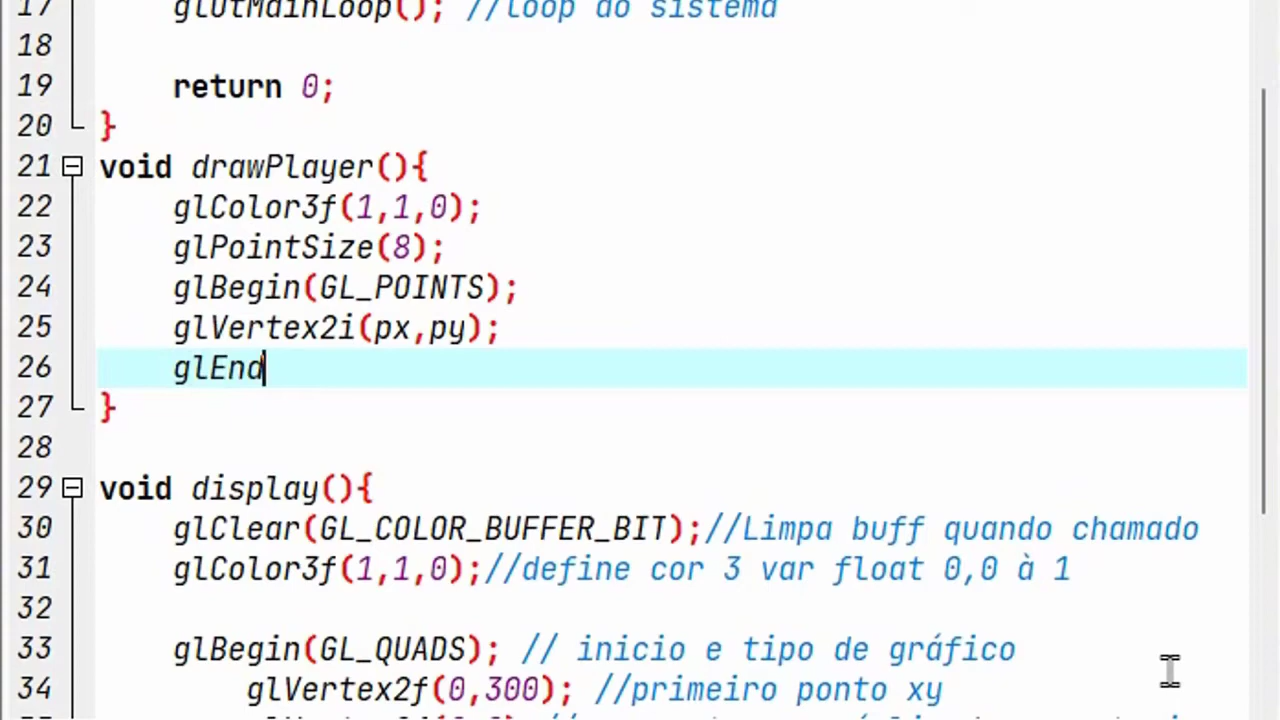 17 glutMainLoop(); //loop do sistema
18
19 return 0;
20 }
21 void drawPlayer(){
22 glColor3f(1,1,0);
23 glPointSize(8);
24 glBegin(GL_POINTS);
25 glVertex2i(px,py);
26 glEnd
27 }
28
29 void display(){
30 glClear(GL_COLOR_BUFFER_BIT);//Limpa buff quando chamado
31 glColor3f(1,1,0);//define cor 3 var float 0,0 à 1
32
33 glBegin(GL_QUADS); // inicio e tipo de gráfico
34 glVertex2f(0,300); //primeiro ponto xy